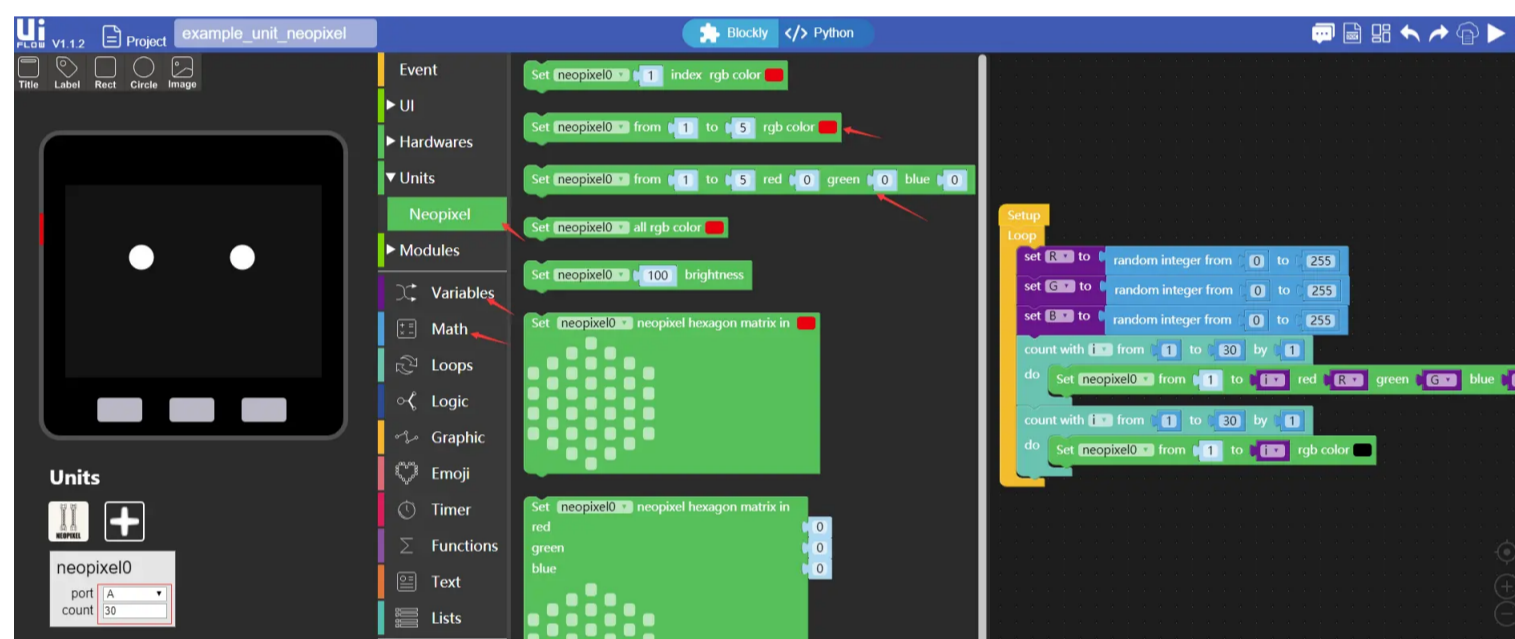 Ui
FLOW V1.1.2
Project
example_unit_neopixel
Blockly
</> Python
Title Label Rect Circle Image
Units
NEOPIXEL
neopixel0
port A
count 30
Event
UI
Hardwares
Units
Neopixel
Modules
Variables
Math
Loops
Logic
Graphic
Emoji
Timer
Functions
Text
Lists
Set neopixel0 1 index rgb color
Set neopixel0 from 1 to 5 rgb color
Set neopixel0 from 1 to 5 red 0 green 0 blue 0
Set neopixel0 all rgb color
Set neopixel0 100 brightness
Set neopixel0 neopixel hexagon matrix in
Set neopixel0 neopixel hexagon matrix in
red 0
green 0
blue 0
Setup
Loop
set R to random integer from 0 to 255
set G to random integer from 0 to 255
set B to random integer from 0 to 255
count with i from 1 to 30 by 1
do Set neopixel0 from 1 to i red R green G blue
count with i from 1 to 30 by 1
do Set neopixel0 from 1 to i rgb color